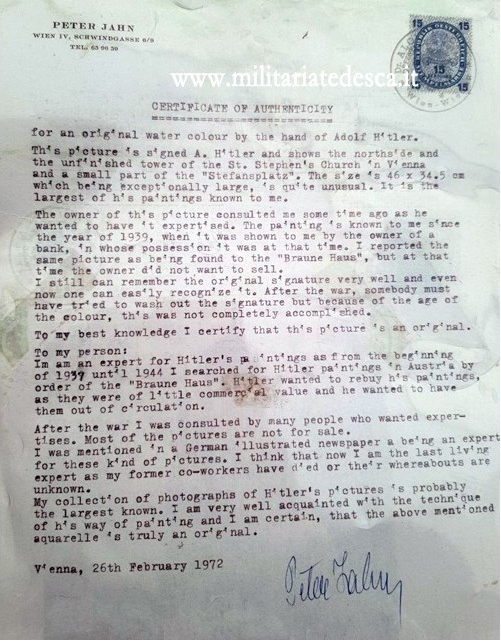 PETER JAHN
WIEN IV, SCHWINDGASSE 6/9
TEL. 65 90 39
15 15
15
15 15
www.militariatedesca.it
CERTIFICATE OF AUTHENTICITY
for an original water colour by the hand of Adolf Hitler.
This picture is signed A. Hitler and shows the northside and
the unfinished tower of the St. Stephen's Church in Vienna
and a small part of the "Stefansplatz". The size is 46 x 34.5 cm
which being exceptionally large, is quite unusual. It is the
largest of his paintings known to me.
The owner of this picture consulted me some time ago as he
wanted to have it expertised. The painting is known to me since
the year of 1939, when it was shown to me by the owner of a
bank, in whose possession it was at that time. I reported the
same picture as being found to the "Braune Haus", but at that
time the owner did not want to sell.
I still can remember the original signature very well and even
now one can easily recognize it. After the war, somebody must
have tried to wash out the signature but because of the age of
the colour, this was not completely accomplished.
To my best knowledge I certify that this picture is an original.
To my person:
Im am an expert for Hitler's paintings as from the beginning
of 1937 until 1944 I searched for Hitler paintings in Austria by
order of the "Braune Haus". Hitler wanted to rebuy his paintings,
as they were of little commercial value and he wanted to have
them out of circulation.
After the war I was consulted by many people who wanted exper-
tises. Most of the pictures are not for sale.
I was mentioned in a German illustrated newspaper a being an expert
for these kind of pictures. I think that now I am the last living
expert as my former co-workers have died or their whereabouts are
unknown.
My collection of photographs of Hitler's pictures is probably
the largest known. I am very well acquainted with the technique
of his way of painting and I am certain, that the above mentioned
aquarelle is truly an original.
Vienna, 26th February 1972
Peter Jahn